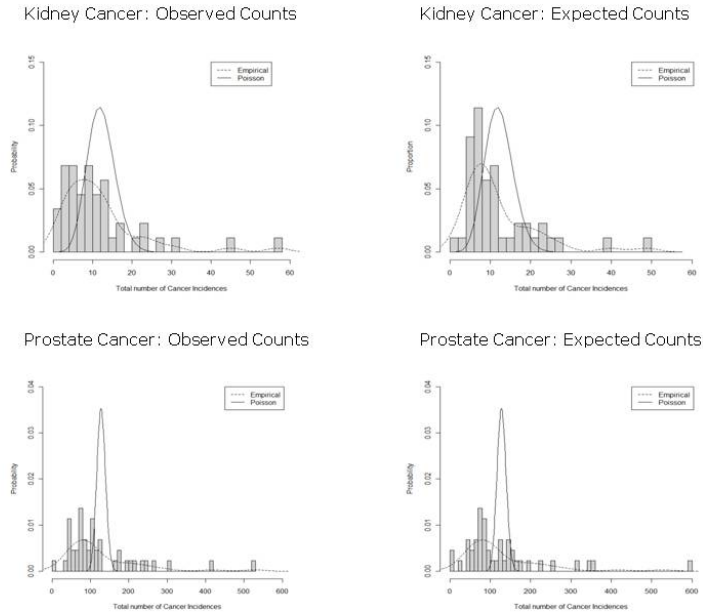 Kidney Cancer: Observed Counts
Probability
0.00 0.05 0.10 0.15
Empirical
Poisson
0 10 20 30 40 50 60
Total number of Cancer Incidences
Kidney Cancer: Expected Counts
Proportion
0.00 0.05 0.10 0.15
Empirical
Poisson
0 10 20 30 40 50 60
Total number of Cancer Incidences
Prostate Cancer: Observed Counts
Probability
0.00 0.01 0.02 0.03 0.04
Empirical
Poisson
0 100 200 300 400 500 600
Total number of Cancer Incidences
Prostate Cancer: Expected Counts
Probability
0.00 0.01 0.02 0.03 0.04
Empirical
Poisson
0 100 200 300 400 500 600
Total number of Cancer Incidences